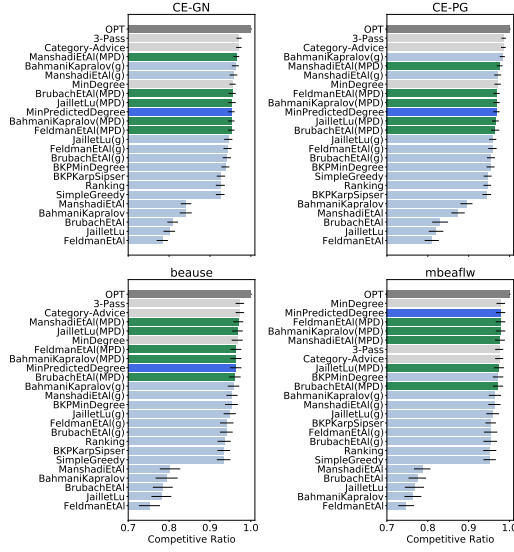 CE-GN
OPT
3-Pass
Category-Advice
ManshadiEtAl(MPD)
BahmaniKapralov(g)
ManshadiEtAl(g)
MinDegree
BrubachEtAl(MPD)
JailletLu(MPD)
MinPredictedDegree
BahmaniKapralov(MPD)
FeldmanEtAl(MPD)
JailletLu(g)
FeldmanEtAl(g)
BrubachEtAl(g)
BKPMinDegree
BKPKarpSipser
Ranking
SimpleGreedy
ManshadiEtAl
BahmaniKapralov
BrubachEtAl
JailletLu
FeldmanEtAl
CE-PG
OPT
3-Pass
Category-Advice
BahmaniKapralov(g)
ManshadiEtAl(MPD)
ManshadiEtAl(g)
MinDegree
FeldmanEtAl(MPD)
BahmaniKapralov(MPD)
MinPredictedDegree
JailletLu(MPD)
BrubachEtAl(MPD)
JailletLu(g)
FeldmanEtAl(g)
BrubachEtAl(g)
BKPMinDegree
SimpleGreedy
Ranking
BKPKarpSipser
BahmaniKapralov
ManshadiEtAl
BrubachEtAl
JailletLu
FeldmanEtAl
beause
OPT
3-Pass
Category-Advice
ManshadiEtAl(MPD)
JailletLu(MPD)
MinDegree
FeldmanEtAl(MPD)
BahmaniKapralov(MPD)
MinPredictedDegree
BrubachEtAl(MPD)
BahmaniKapralov(g)
ManshadiEtAl(g)
BKPMinDegree
JailletLu(g)
FeldmanEtAl(g)
BrubachEtAl(g)
Ranking
BKPKarpSipser
SimpleGreedy
ManshadiEtAl
BahmaniKapralov
BrubachEtAl
JailletLu
FeldmanEtAl
0.7 0.8 0.9 1.0
Competitive Ratio
mbeaflw
OPT
MinDegree
MinPredictedDegree
FeldmanEtAl(MPD)
BahmaniKapralov(MPD)
ManshadiEtAl(MPD)
3-Pass
Category-Advice
JailletLu(MPD)
BKPMinDegree
BrubachEtAl(MPD)
BahmaniKapralov(g)
ManshadiEtAl(g)
JailletLu(g)
BKPKarpSipser
FeldmanEtAl(g)
BrubachEtAl(g)
Ranking
SimpleGreedy
ManshadiEtAl
BrubachEtAl
JailletLu
BahmaniKapralov
FeldmanEtAl
0.7 0.8 0.9 1.0
Competitive Ratio